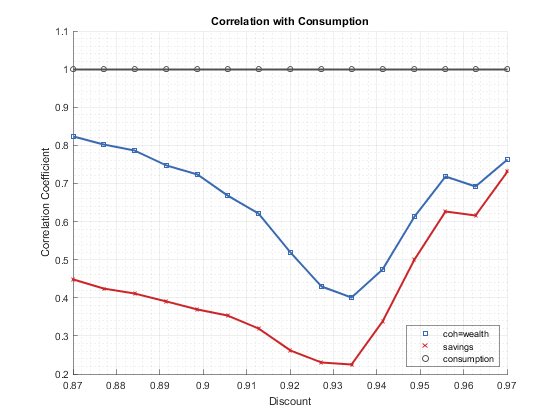 Correlation with Consumption
1.1
1
0.9
0.8
0.7
0.6
0.5
0.4
0.3
0.2
Correlation Coefficient
coh=wealth
savings
consumption
0.87 0.88 0.89 0.9 0.91 0.92 0.93 0.94 0.95 0.96 0.97
Discount